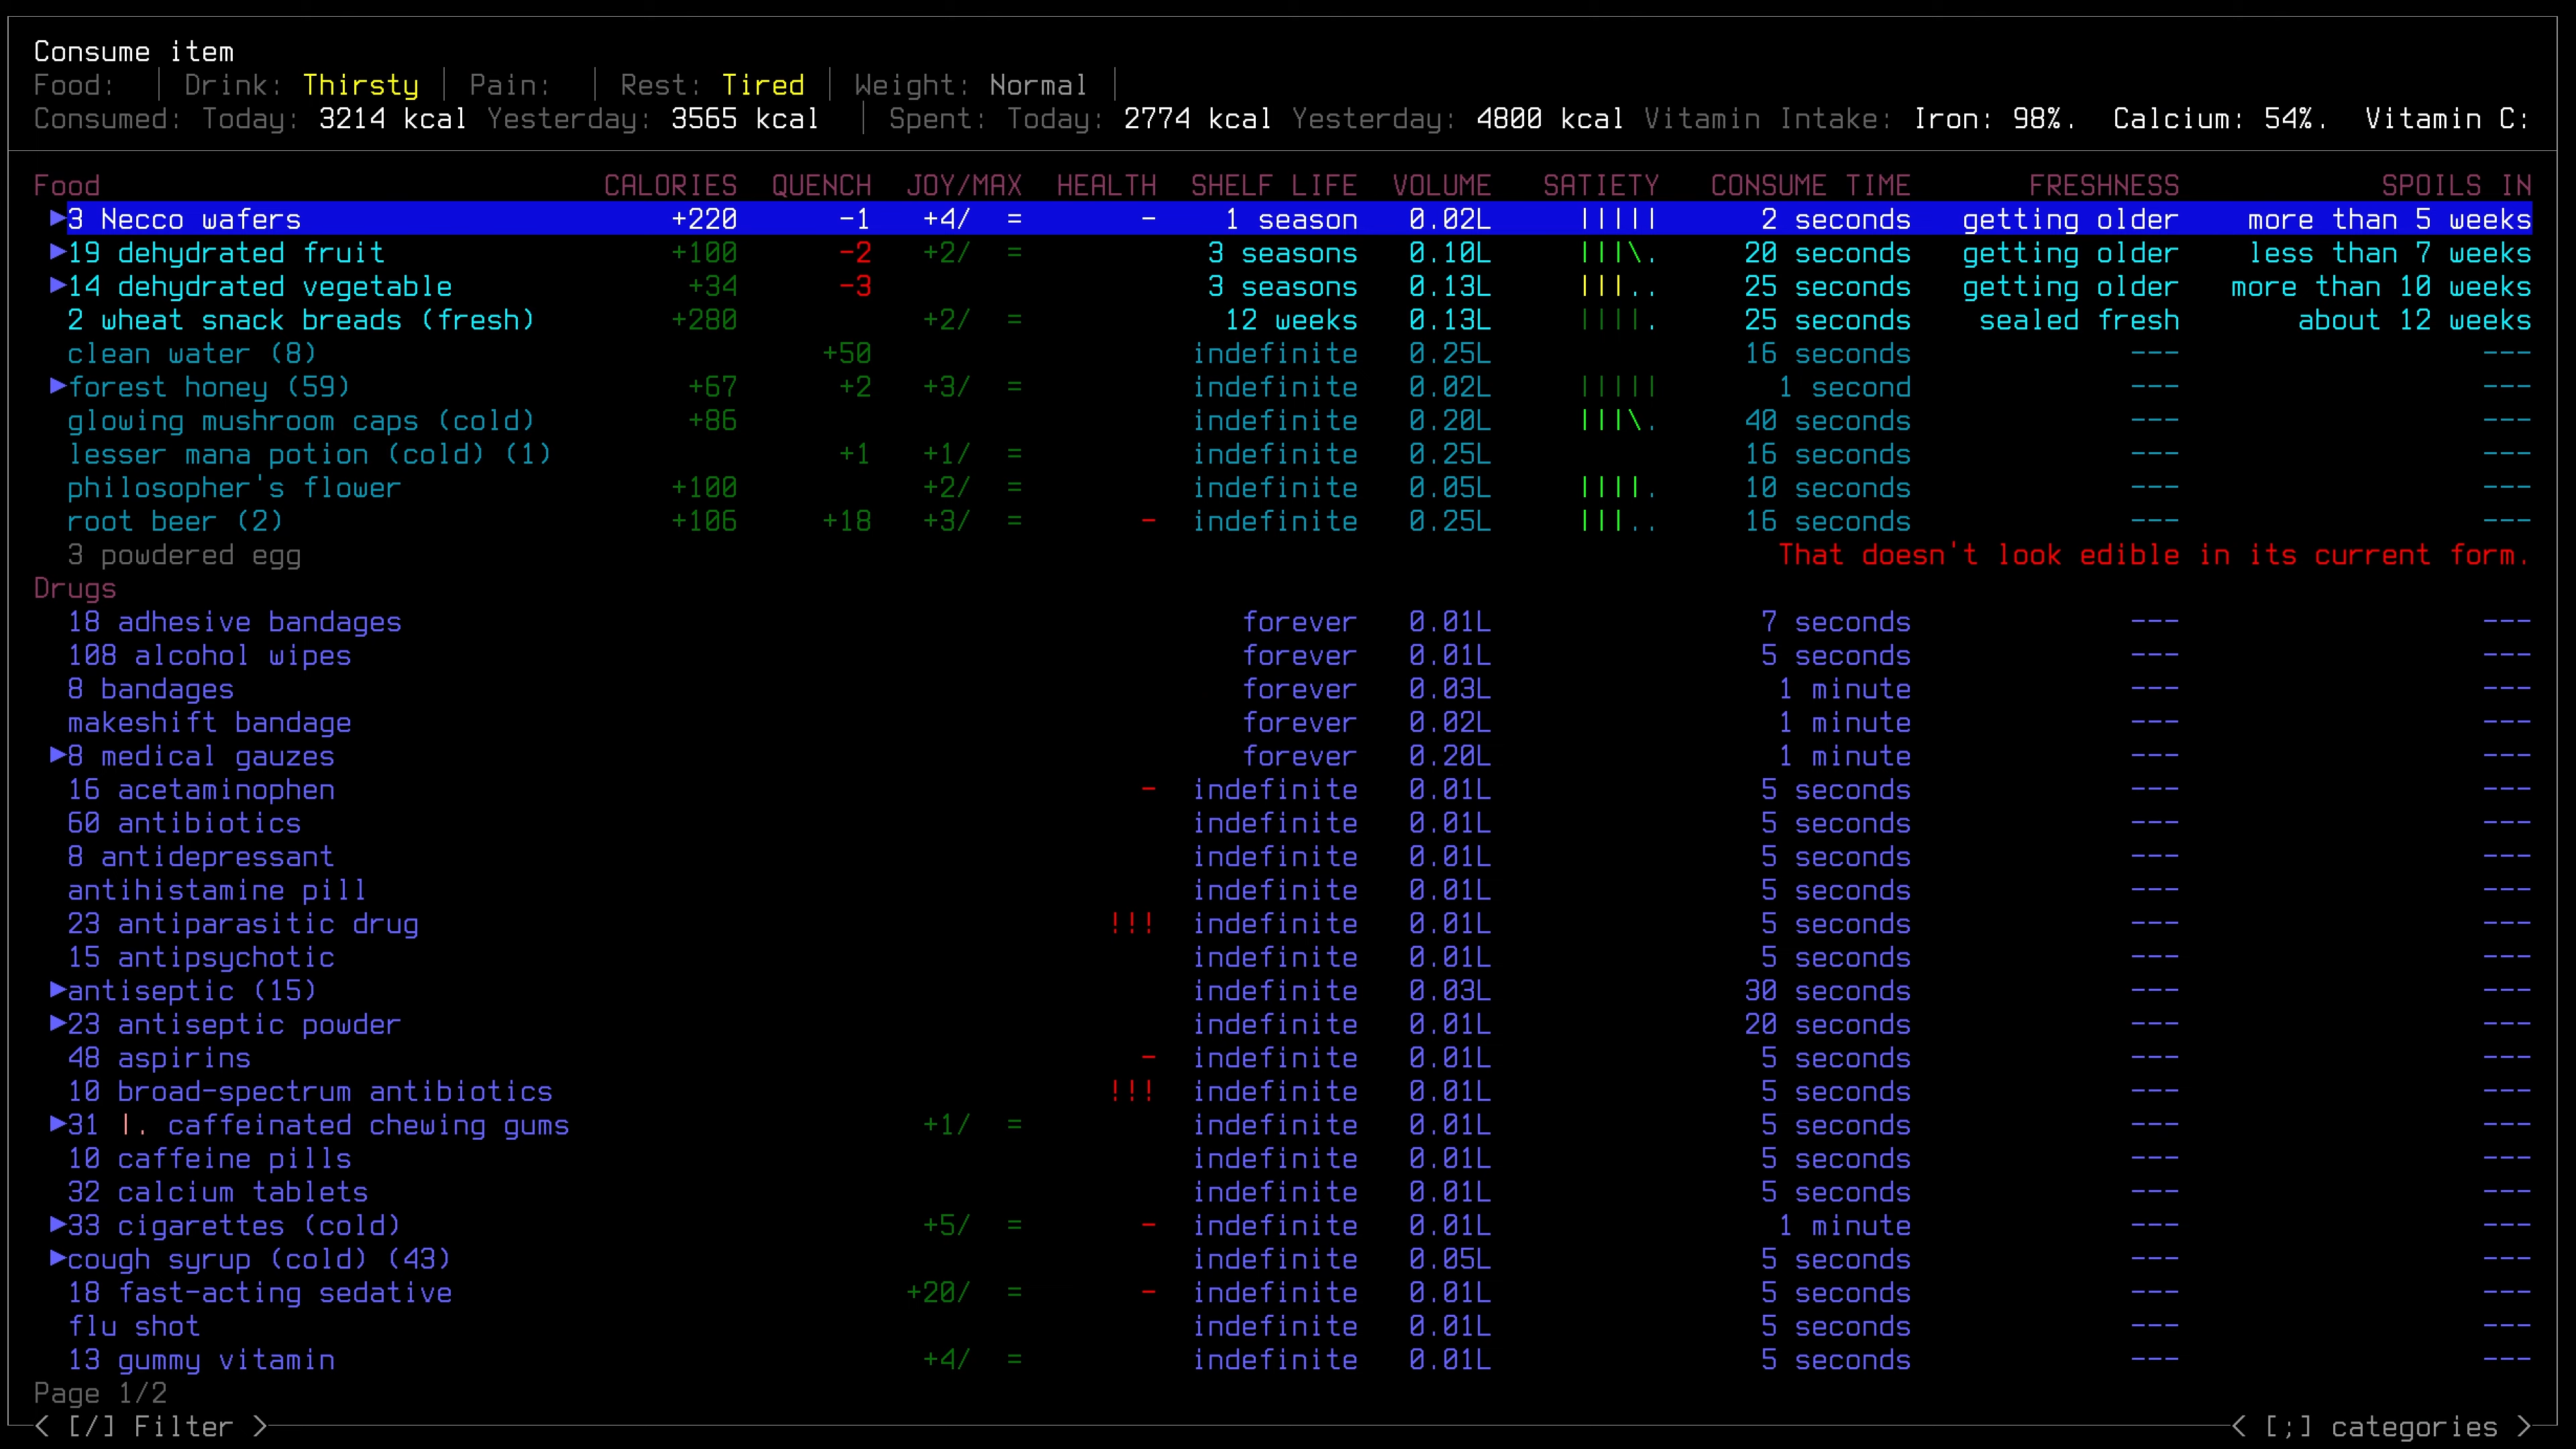 Consume item
Food: | Drink: Thirsty | Pain: | Rest: Tired | Weight: Normal |
Consumed: Today: 3214 kcal Yesterday: 3565 kcal | Spent: Today: 2774 kcal Yesterday: 4800 kcal Vitamin Intake: Iron: 98%. Calcium: 54%. Vitamin C:
Food CALORIES QUENCH JOY/MAX HEALTH SHELF LIFE VOLUME SATIETY CONSUME TIME FRESHNESS SPOILS IN
▶3 Necco wafers +220 -1 +4/ = - 1 season 0.02L ||||| 2 seconds getting older more than 5 weeks
▶19 dehydrated fruit +100 -2 +2/ = 3 seasons 0.10L |||\. 20 seconds getting older less than 7 weeks
▶14 dehydrated vegetable +34 -3 3 seasons 0.13L |||.. 25 seconds getting older more than 10 weeks
2 wheat snack breads (fresh) +280 +2/ = 12 weeks 0.13L ||||. 25 seconds sealed fresh about 12 weeks
clean water (8) +50 indefinite 0.25L 16 seconds --- ---
▶forest honey (59) +67 +2 +3/ = indefinite 0.02L ||||| 1 second --- ---
glowing mushroom caps (cold) +86 indefinite 0.20L |||\. 40 seconds --- ---
lesser mana potion (cold) (1) +1 +1/ = indefinite 0.25L 16 seconds --- ---
philosopher's flower +100 +2/ = indefinite 0.05L ||||. 10 seconds --- ---
root beer (2) +106 +18 +3/ = - indefinite 0.25L |||.. 16 seconds --- ---
3 powdered egg That doesn't look edible in its current form.
Drugs
18 adhesive bandages forever 0.01L 7 seconds --- ---
108 alcohol wipes forever 0.01L 5 seconds --- ---
8 bandages forever 0.03L 1 minute --- ---
makeshift bandage forever 0.02L 1 minute --- ---
▶8 medical gauzes forever 0.20L 1 minute --- ---
16 acetaminophen - indefinite 0.01L 5 seconds --- ---
60 antibiotics indefinite 0.01L 5 seconds --- ---
8 antidepressant indefinite 0.01L 5 seconds --- ---
antihistamine pill indefinite 0.01L 5 seconds --- ---
23 antiparasitic drug !!! indefinite 0.01L 5 seconds --- ---
15 antipsychotic indefinite 0.01L 5 seconds --- ---
▶antiseptic (15) indefinite 0.03L 30 seconds --- ---
▶23 antiseptic powder indefinite 0.01L 20 seconds --- ---
48 aspirins - indefinite 0.01L 5 seconds --- ---
10 broad-spectrum antibiotics !!! indefinite 0.01L 5 seconds --- ---
▶31 |. caffeinated chewing gums +1/ = indefinite 0.01L 5 seconds --- ---
10 caffeine pills indefinite 0.01L 5 seconds --- ---
32 calcium tablets indefinite 0.01L 5 seconds --- ---
▶33 cigarettes (cold) +5/ = - indefinite 0.01L 1 minute --- ---
▶cough syrup (cold) (43) indefinite 0.05L 5 seconds --- ---
18 fast-acting sedative +20/ = - indefinite 0.01L 5 seconds --- ---
flu shot indefinite 0.01L 5 seconds --- ---
13 gummy vitamin +4/ = indefinite 0.01L 5 seconds --- ---
Page 1/2
< [/] Filter > < [;] categories >